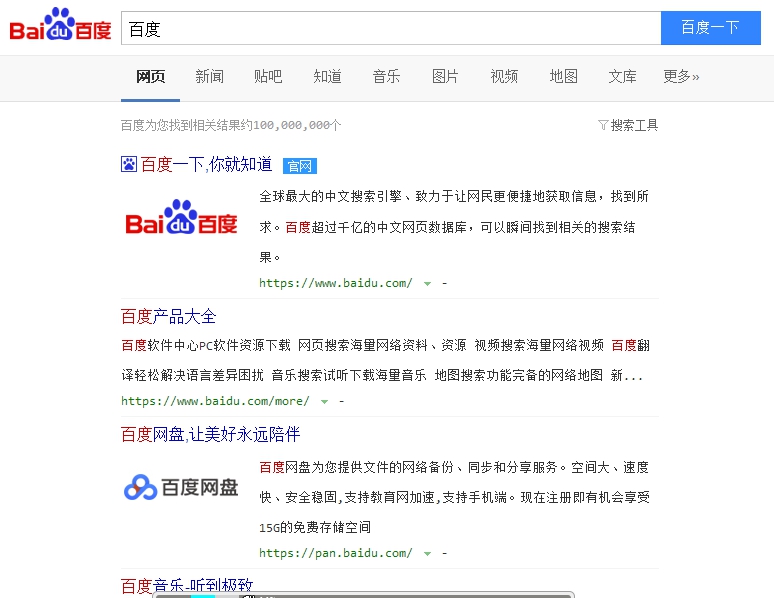 Bai du 百度
百度
百度一下
网页 新闻 贴吧 知道 音乐 图片 视频 地图 文库 更多»
百度为您找到相关结果约100,000,000个
搜索工具
百度一下,你就知道 官网
Bai du 百度
全球最大的中文搜索引擎、致力于让网民更便捷地获取信息，找到所
求。百度超过千亿的中文网页数据库，可以瞬间找到相关的搜索结
果。
https://www.baidu.com/ -
百度产品大全
百度软件中心PC软件资源下载 网页搜索海量网络资料、资源 视频搜索海量网络视频 百度翻
译轻松解决语言差异困扰 音乐搜索试听下载海量音乐 地图搜索功能完备的网络地图 新...
https://www.baidu.com/more/ -
百度网盘,让美好永远陪伴
百度网盘
百度网盘为您提供文件的网络备份、同步和分享服务。空间大、速度
快、安全稳固,支持教育网加速,支持手机端。现在注册即有机会享受
15G的免费存储空间
https://pan.baidu.com/ -
百度音乐-听到极致